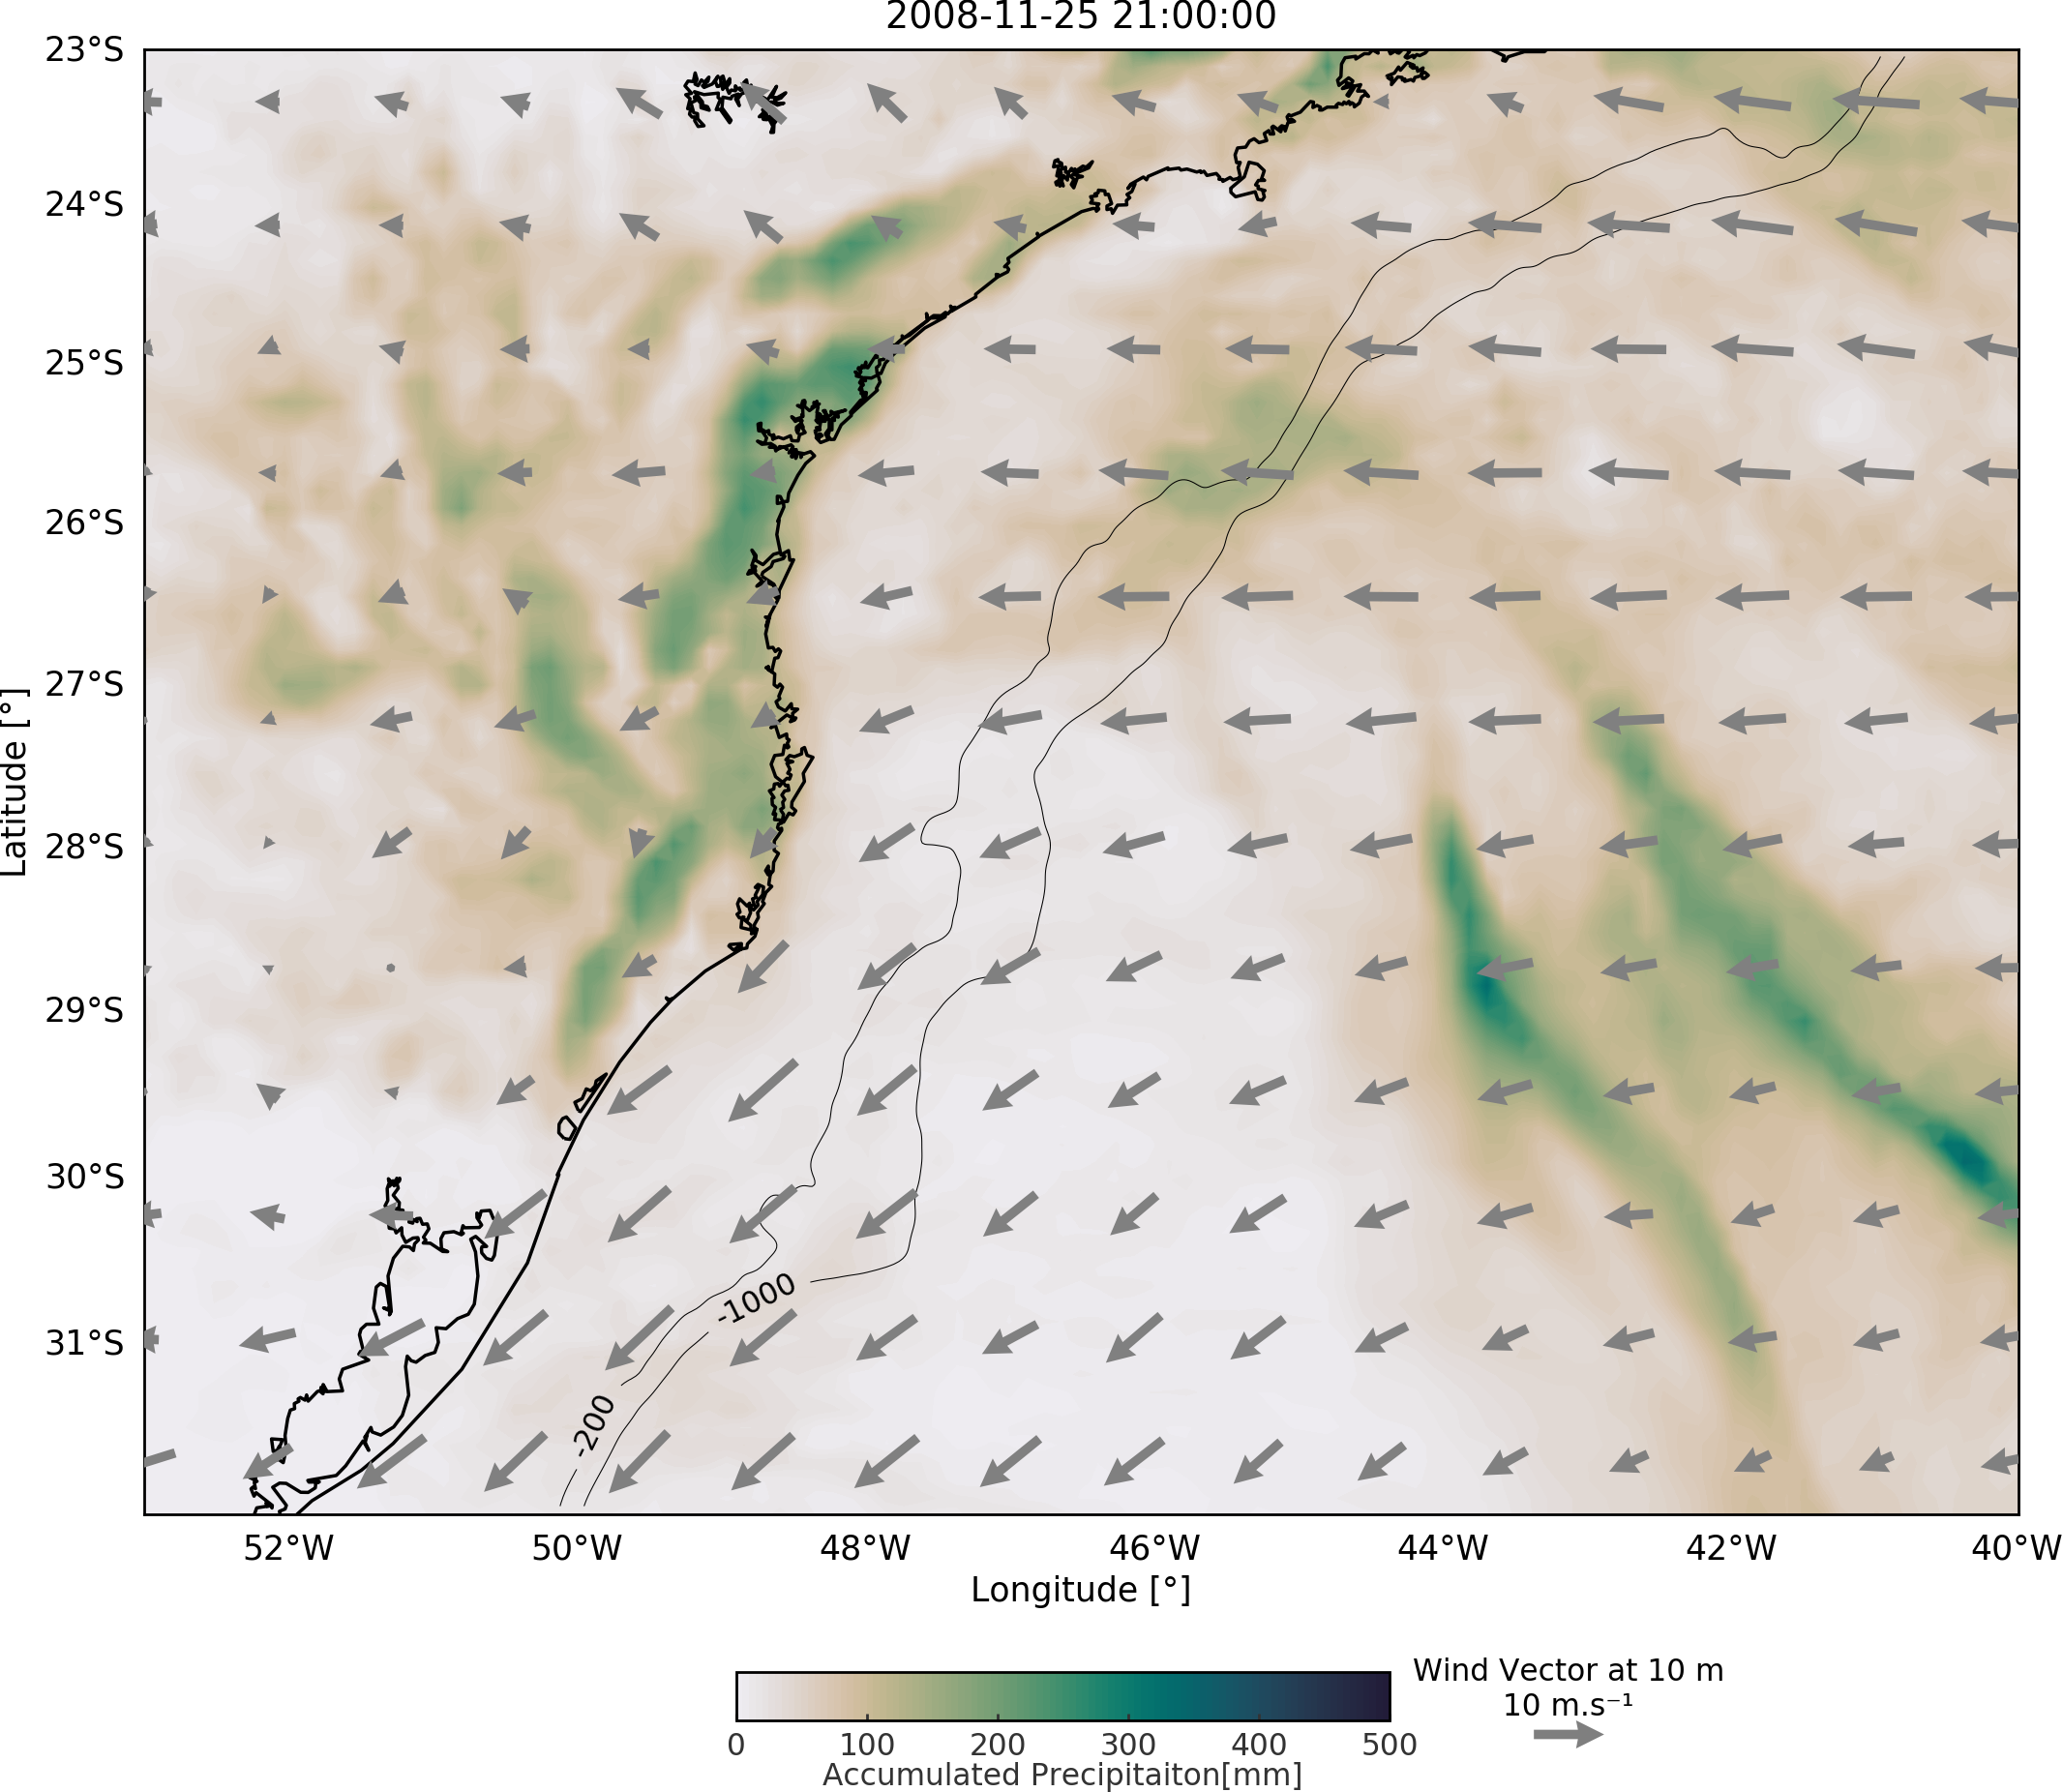 2008-11-25 21:00:00
23°S
24°S
25°S
26°S
27°S
28°S
29°S
30°S
31°S
Latitude [°]
-1000
-200
52°W 50°W 48°W 46°W 44°W 42°W 40°W
Longitude [°]
Wind Vector at 10 m
10 m.s⁻¹
0 100 200 300 400 500
Accumulated Precipitaiton[mm]